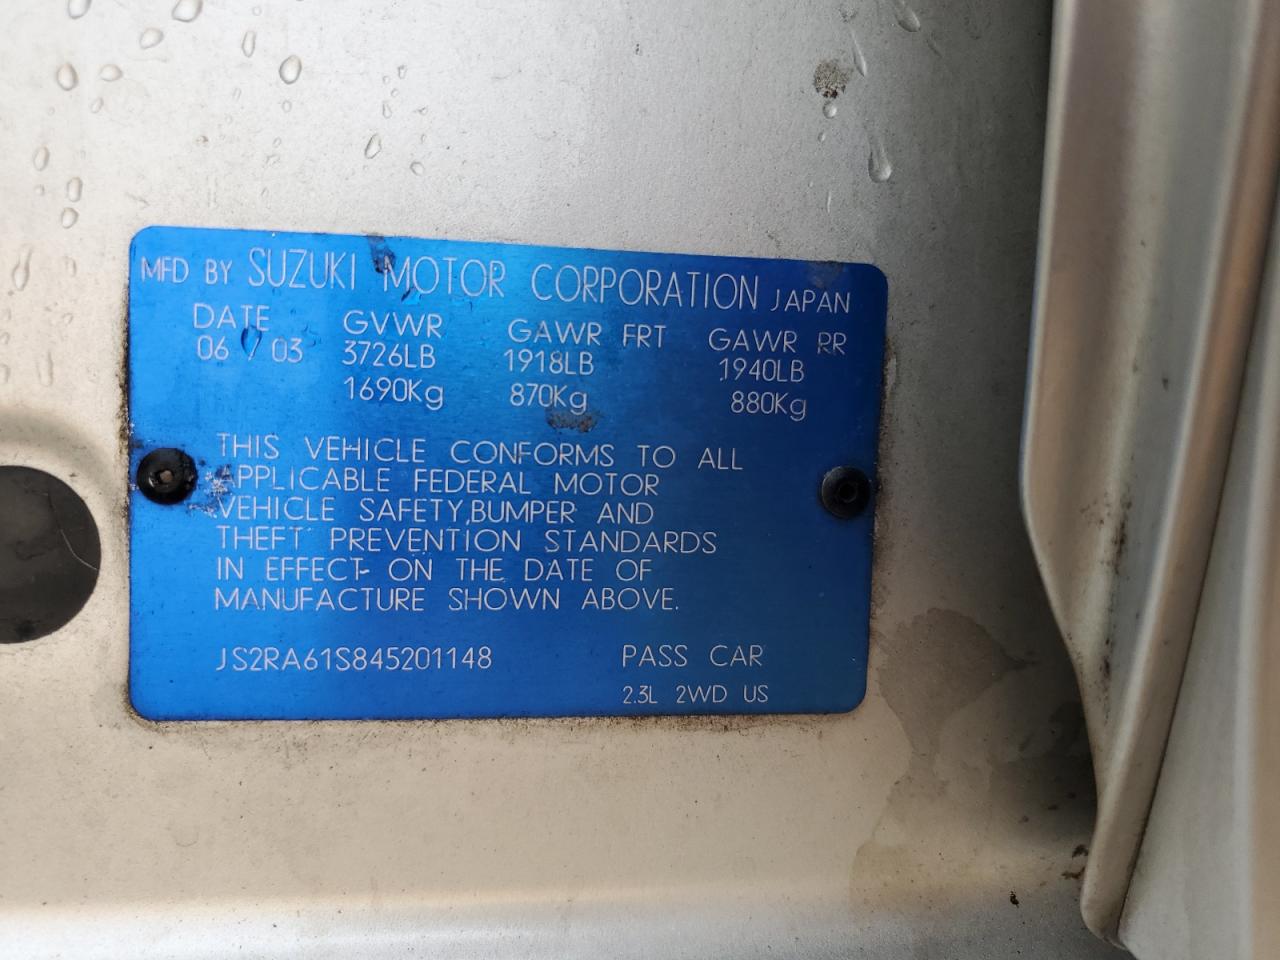 MFD BY SUZUKI MOTOR CORPORATION JAPAN
DATE GVWR GAWR FRT GAWR RR
06 / 03 3726LB 1918LB 1940LB
1690Kg 870Kg 880Kg
THIS VEHICLE CONFORMS TO ALL
APPLICABLE FEDERAL MOTOR
VEHICLE SAFETY,BUMPER AND
THEFT PREVENTION STANDARDS
IN EFFECT ON THE DATE OF
MANUFACTURE SHOWN ABOVE.
JS2RA61S845201148 PASS CAR
2.3L 2WD US